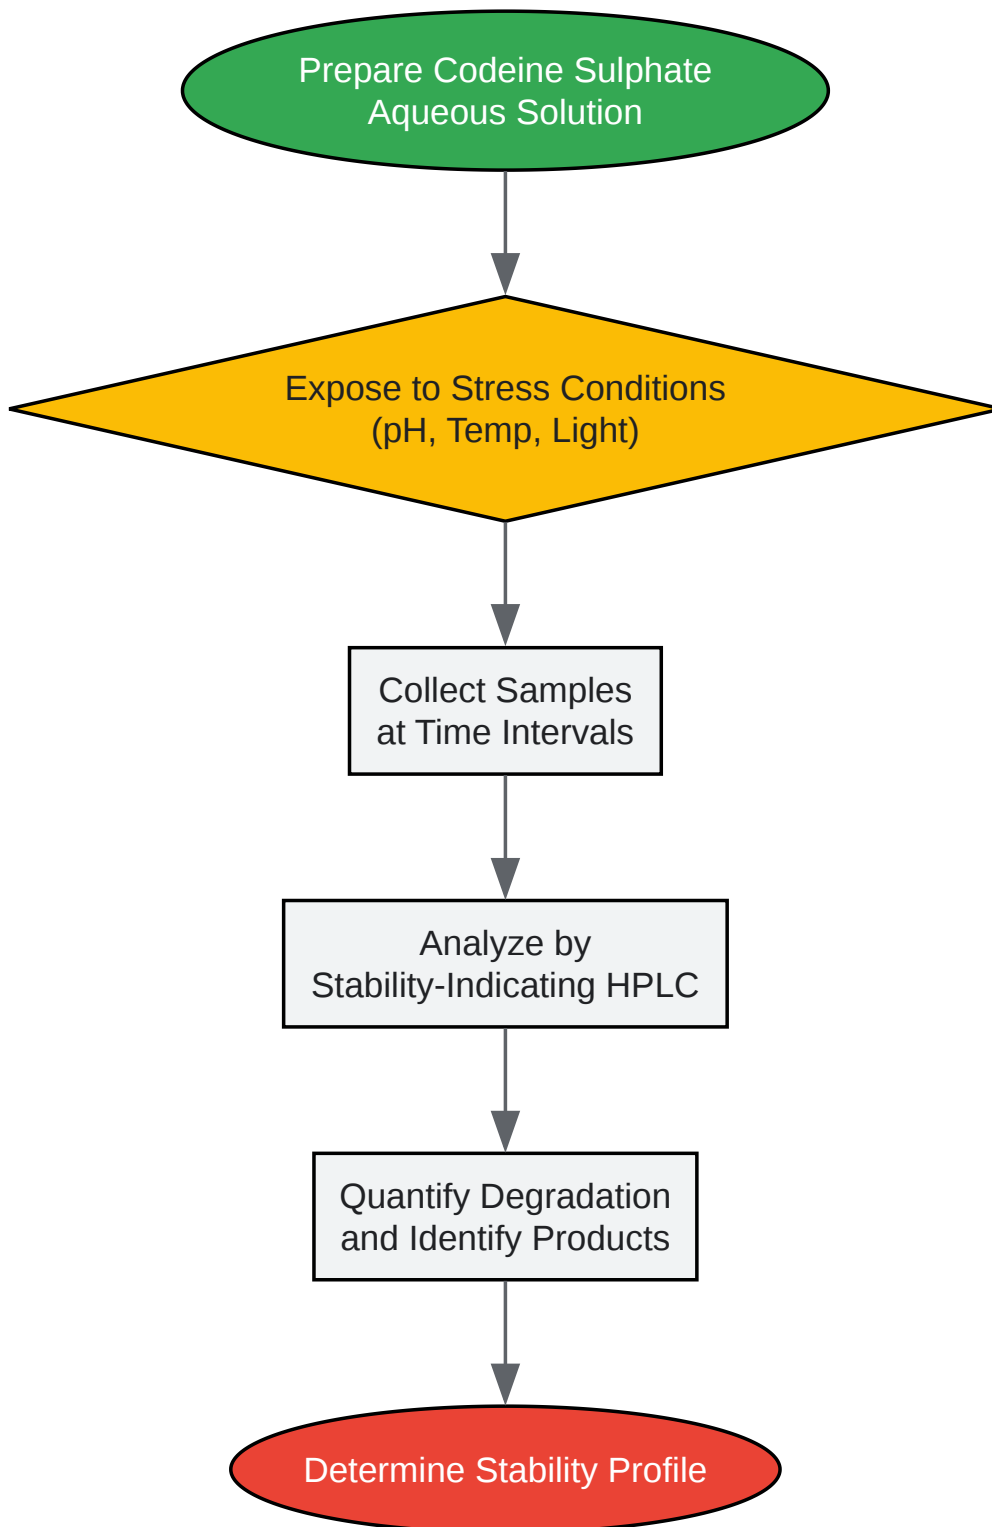 Prepare Codeine Sulphate
Aqueous Solution
Expose to Stress Conditions
(pH, Temp, Light)
Collect Samples
at Time Intervals
Analyze by
Stability-Indicating HPLC
Quantify Degradation
and Identify Products
Determine Stability Profile